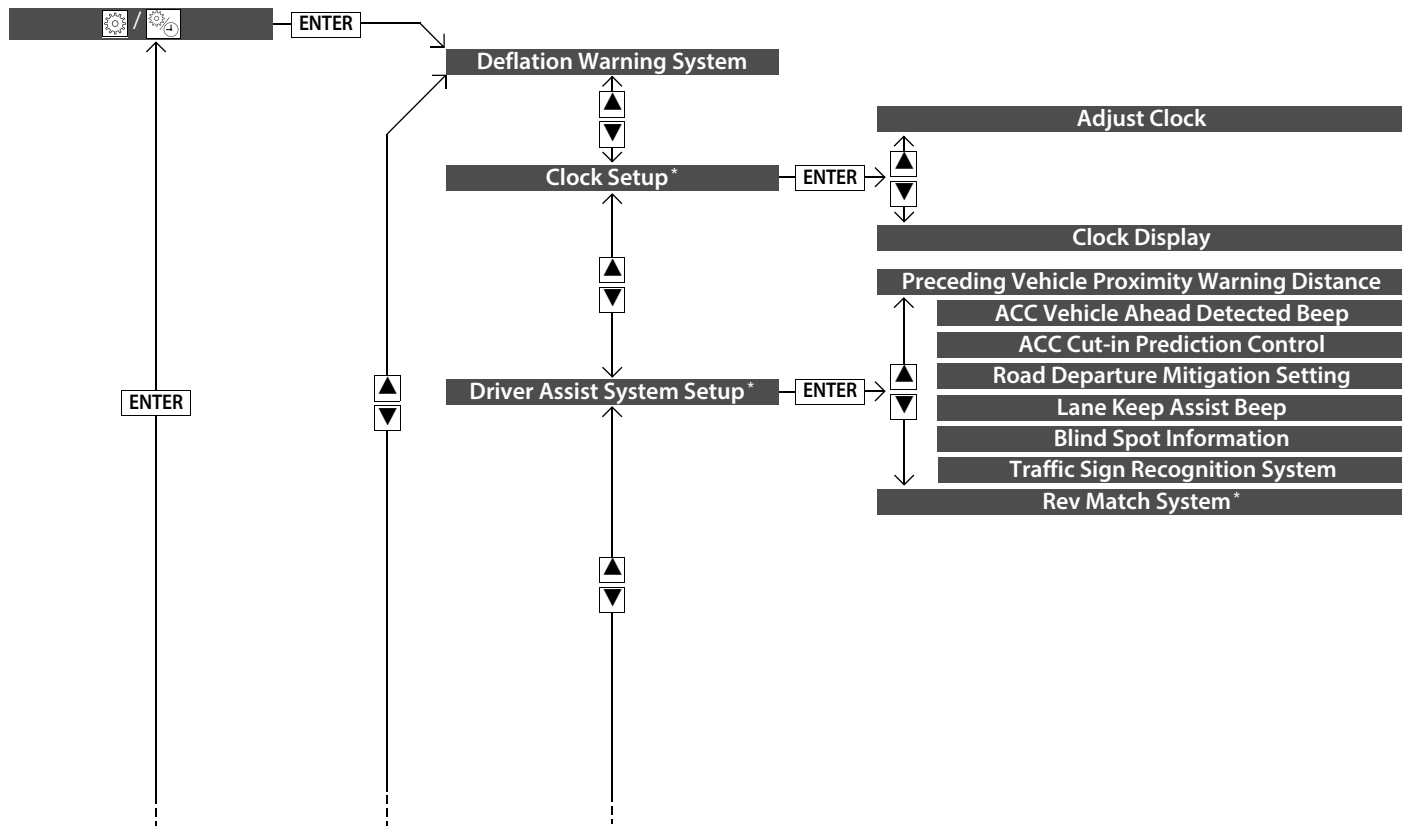 /
ENTER
Deflation Warning System
Adjust Clock
Clock Setup*
ENTER
Clock Display
Preceding Vehicle Proximity Warning Distance
ACC Vehicle Ahead Detected Beep
ACC Cut-in Prediction Control
Road Departure Mitigation Setting
Driver Assist System Setup*
ENTER
ENTER
Lane Keep Assist Beep
Blind Spot Information
Traffic Sign Recognition System
Rev Match System*